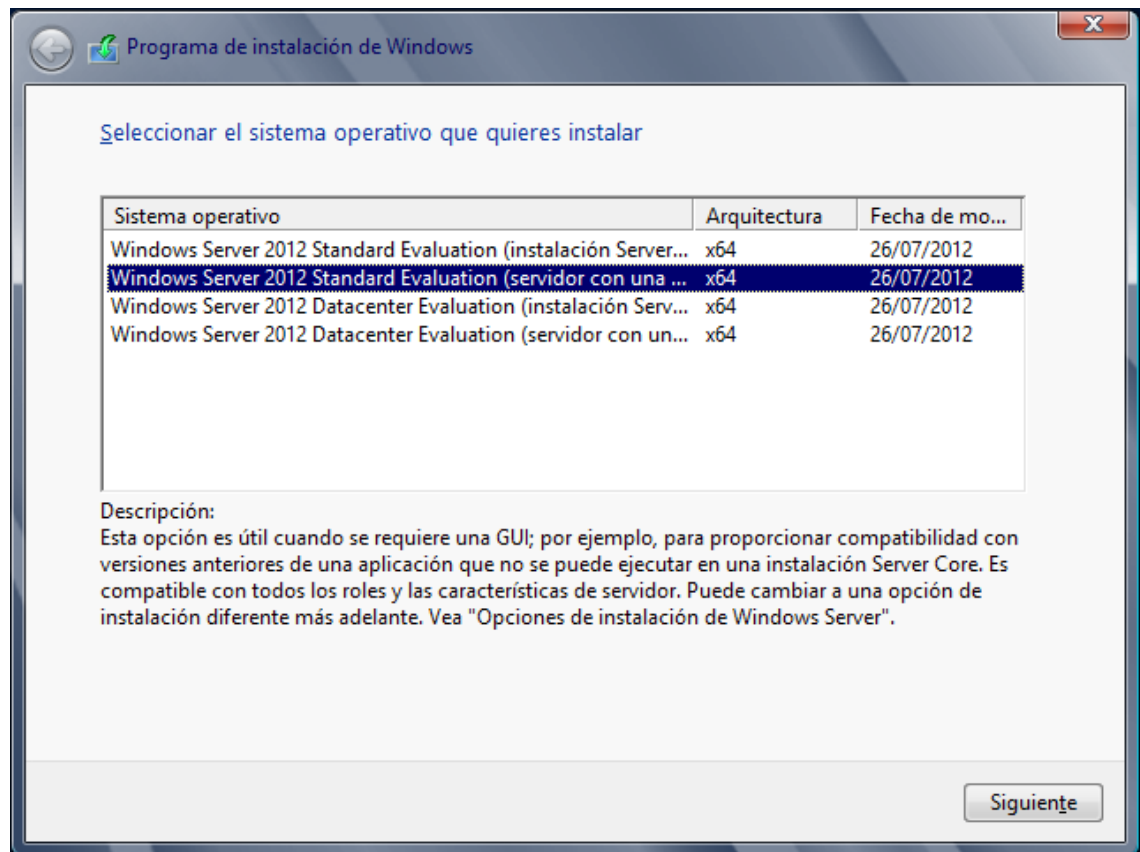 Programa de instalación de Windows
Seleccionar el sistema operativo que quieres instalar
Sistema operativo Arquitectura Fecha de mo...
Windows Server 2012 Standard Evaluation (instalación Server... x64 26/07/2012
Windows Server 2012 Standard Evaluation (servidor con una ... x64 26/07/2012
Windows Server 2012 Datacenter Evaluation (instalación Serv... x64 26/07/2012
Windows Server 2012 Datacenter Evaluation (servidor con un... x64 26/07/2012
Descripción:
Esta opción es útil cuando se requiere una GUI; por ejemplo, para proporcionar compatibilidad con
versiones anteriores de una aplicación que no se puede ejecutar en una instalación Server Core. Es
compatible con todos los roles y las características de servidor. Puede cambiar a una opción de
instalación diferente más adelante. Vea "Opciones de instalación de Windows Server".
Siguiente